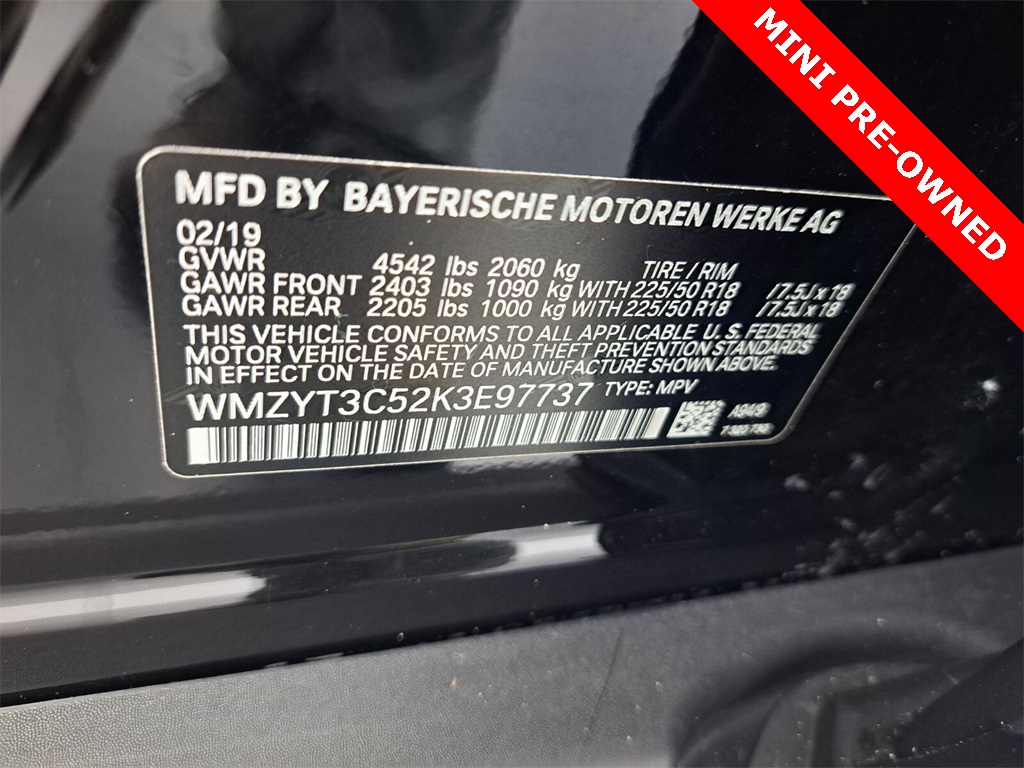 MINI PRE-OWNED
MFD BY BAYERISCHE MOTOREN WERKE AG
02/19
GVWR 4542 lbs 2060 kg TIRE / RIM
GAWR FRONT 2403 lbs 1090 kg WITH 225/50 R18 /7.5J x 18
GAWR REAR 2205 lbs 1000 kg WITH 225/50 R18 /7.5J x 18
THIS VEHICLE CONFORMS TO ALL APPLICABLE U. S. FEDERAL
MOTOR VEHICLE SAFETY AND THEFT PREVENTION STANDARDS
IN EFFECT ON THE DATE OF MANUFACTURE SHOWN ABOVE.
WMZYT3C52K3E97737 TYPE: MPV